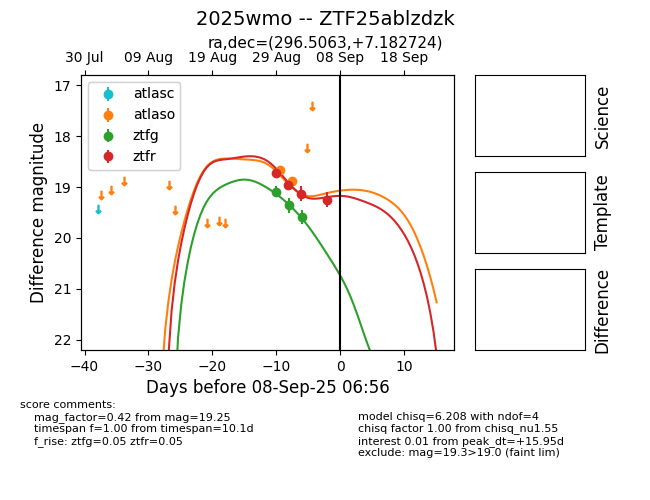 2025wmo -- ZTF25ablzdzk
ra,dec=(296.5063,+7.182724)
30 Jul 09 Aug 19 Aug 29 Aug 08 Sep 18 Sep
atlasc
atlaso
ztfg
ztfr
17
18
19
20
21
22
Difference magnitude
−40 −30 −20 −10 0 10
Days before 08-Sep-25 06:56
Science
Template
Difference
score comments:
mag_factor=0.42 from mag=19.25
timespan f=1.00 from timespan=10.1d
f_rise: ztfg=0.05 ztfr=0.05
model chisq=6.208 with ndof=4
chisq factor 1.00 from chisq_nu1.55
interest 0.01 from peak_dt=+15.95d
exclude: mag=19.3>19.0 (faint lim)